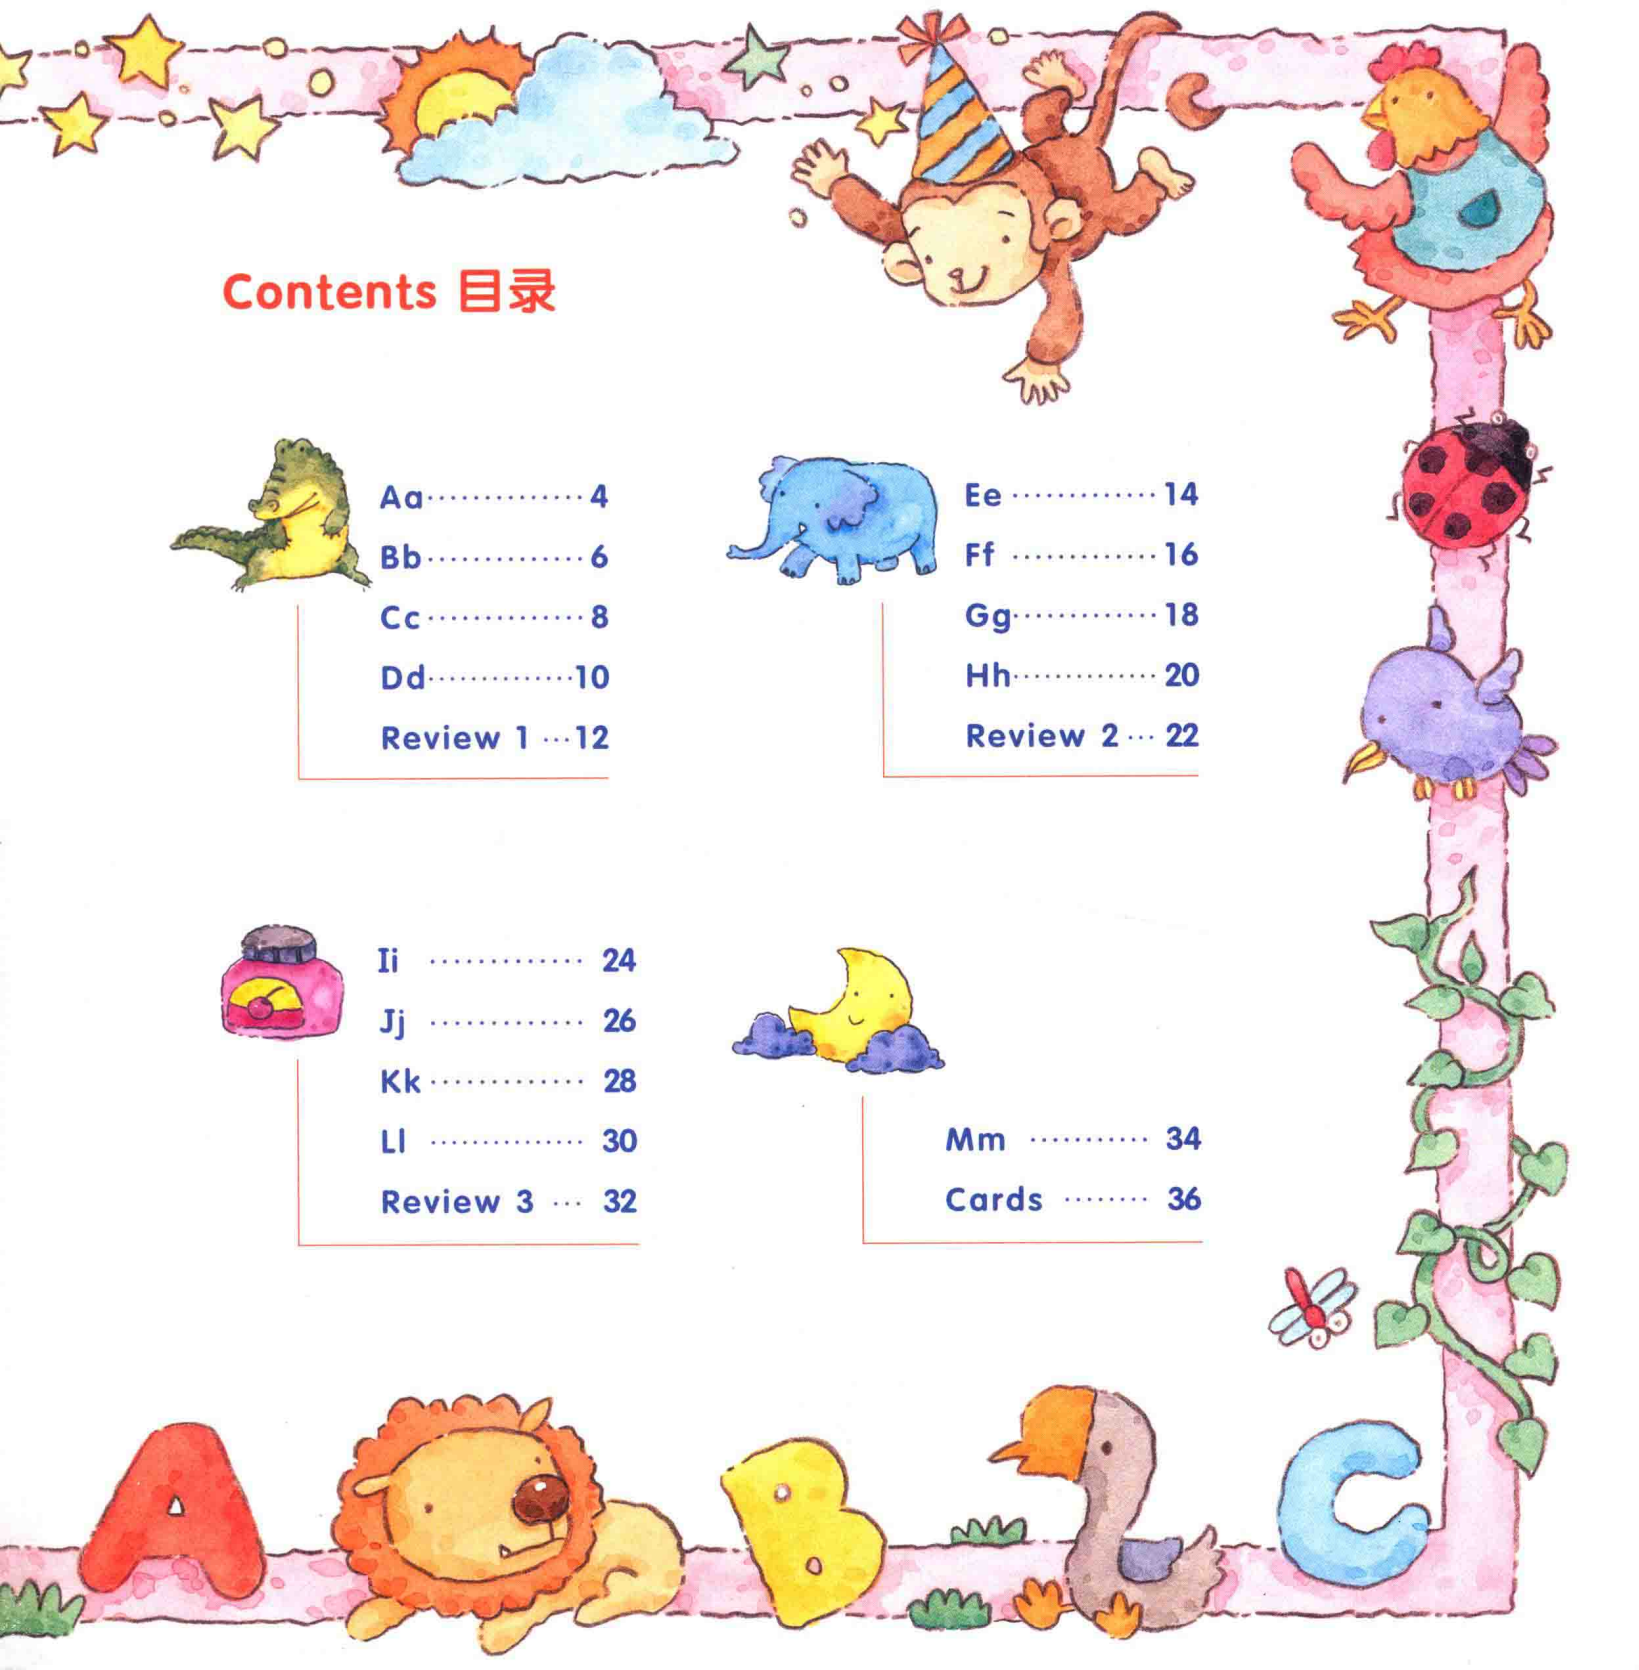 Contents 目录
Aa·············4
Bb·············6
Cc·············8
Dd·············10
Review 1 ···12
Ee ·············14
Ff ·············16
Gg·············18
Hh·············20
Review 2 ··· 22
Ii ············· 24
Jj ············· 26
Kk ············· 28
Ll ············· 30
Review 3 ··· 32
Mm ··········· 34
Cards ········ 36
A B C